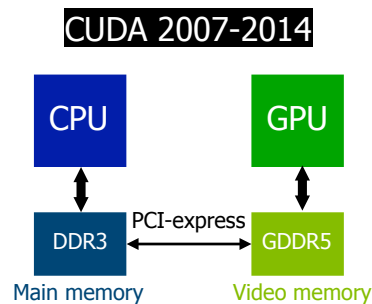 CUDA 2007-2014
CPU
GPU
PCI-express
DDR3
GDDR5
Main memory
Video memory